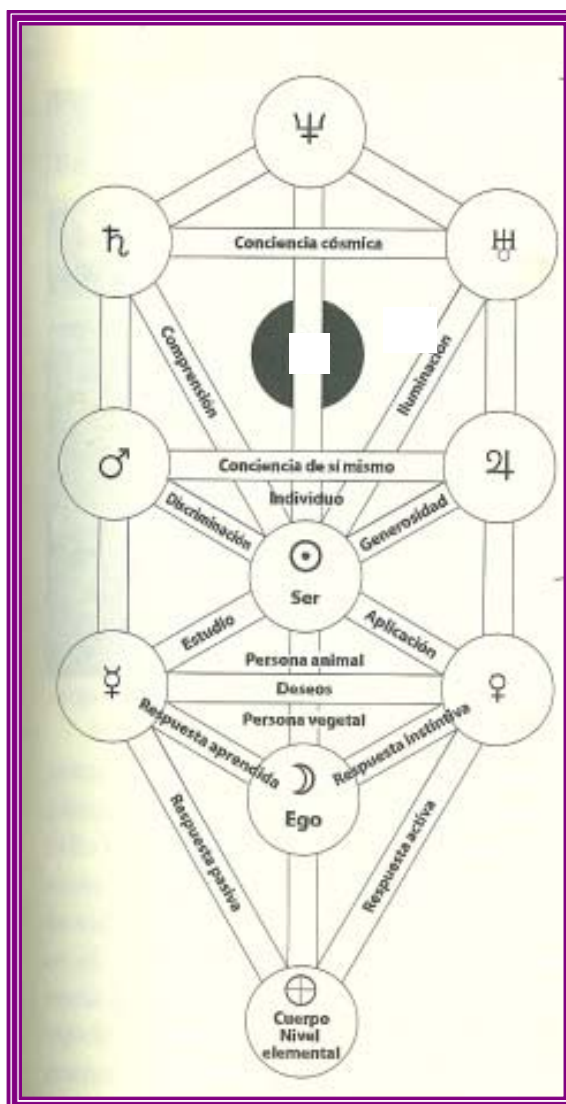 ♆
♄
♅
Conciencia cósmica
Comprensión
Iluminación
♂
♃
Conciencia de sí mismo
Individuo
Discriminación
Generosidad
☉
Ser
Estudio
Aplicación
Persona animal
☿
♀
Deseos
Persona vegetal
Respuesta aprendida
Respuesta instintiva
☽
Ego
Respuesta pasiva
Respuesta activa
⊕
Cuerpo
Nivel
elemental